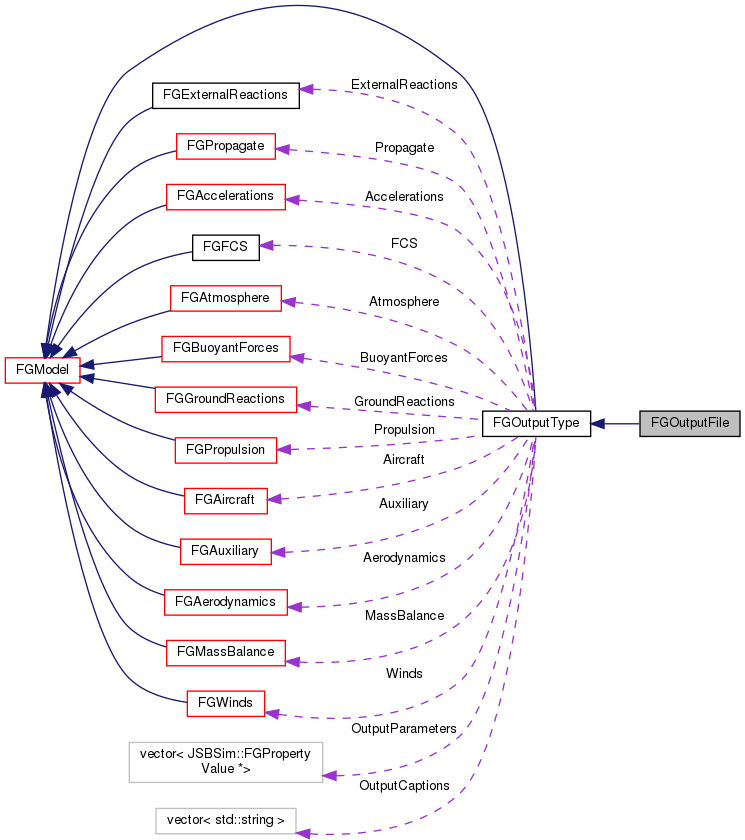 FGExternalReactions
ExternalReactions
FGPropagate
Propagate
FGAccelerations
Accelerations
FGFCS
FCS
FGAtmosphere
Atmosphere
FGBuoyantForces
BuoyantForces
FGModel
FGGroundReactions
GroundReactions
FGOutputType
FGOutputFile
FGPropulsion
Propulsion
FGAircraft
Aircraft
FGAuxiliary
Auxiliary
FGAerodynamics
Aerodynamics
FGMassBalance
MassBalance
FGWinds
Winds
vector< JSBSim::FGProperty
Value *>
OutputParameters
vector< std::string >
OutputCaptions